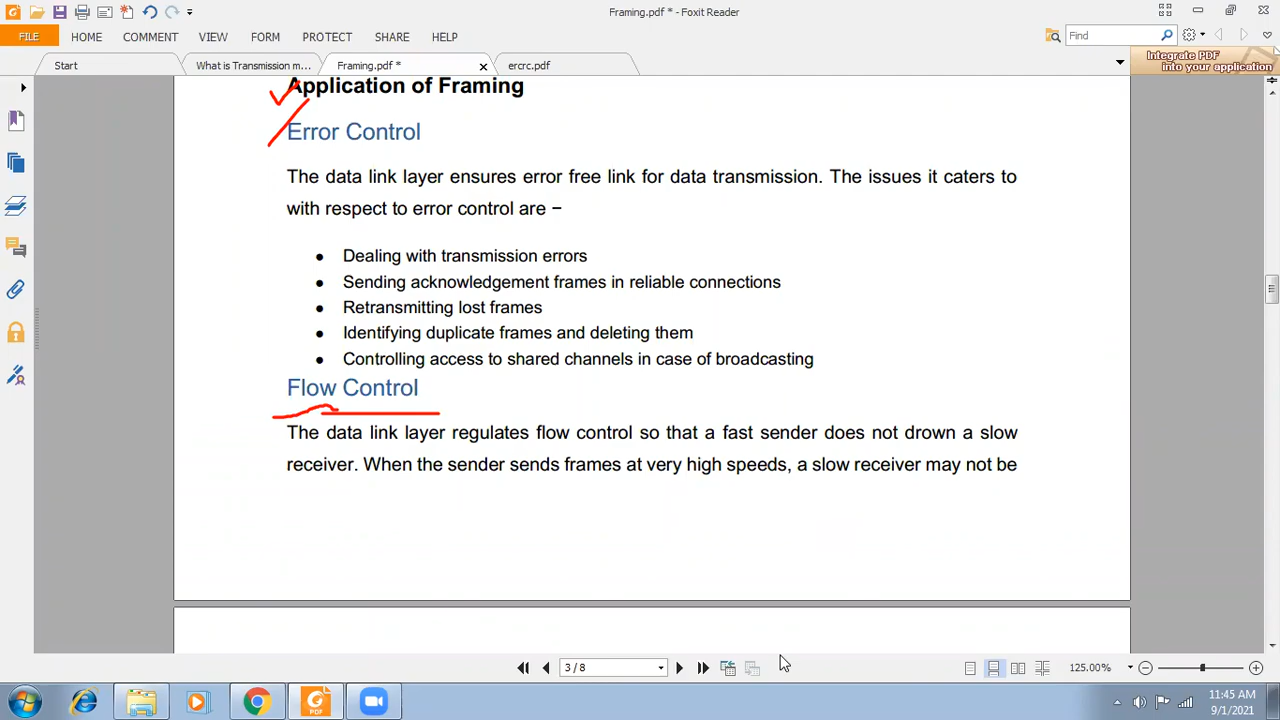 Framing.pdf * - Foxit Reader
FILE HOME COMMENT VIEW FORM PROTECT SHARE HELP
Find
Start What is Transmission m... Framing.pdf * ercrc.pdf
Integrate PDF
into your application
Application of Framing
Error Control
The data link layer ensures error free link for data transmission. The issues it caters to
with respect to error control are −
● Dealing with transmission errors
● Sending acknowledgement frames in reliable connections
● Retransmitting lost frames
● Identifying duplicate frames and deleting them
● Controlling access to shared channels in case of broadcasting
Flow Control
The data link layer regulates flow control so that a fast sender does not drown a slow
receiver. When the sender sends frames at very high speeds, a slow receiver may not be
3 / 8
125.00%
PDF
11:45 AM
9/1/2021